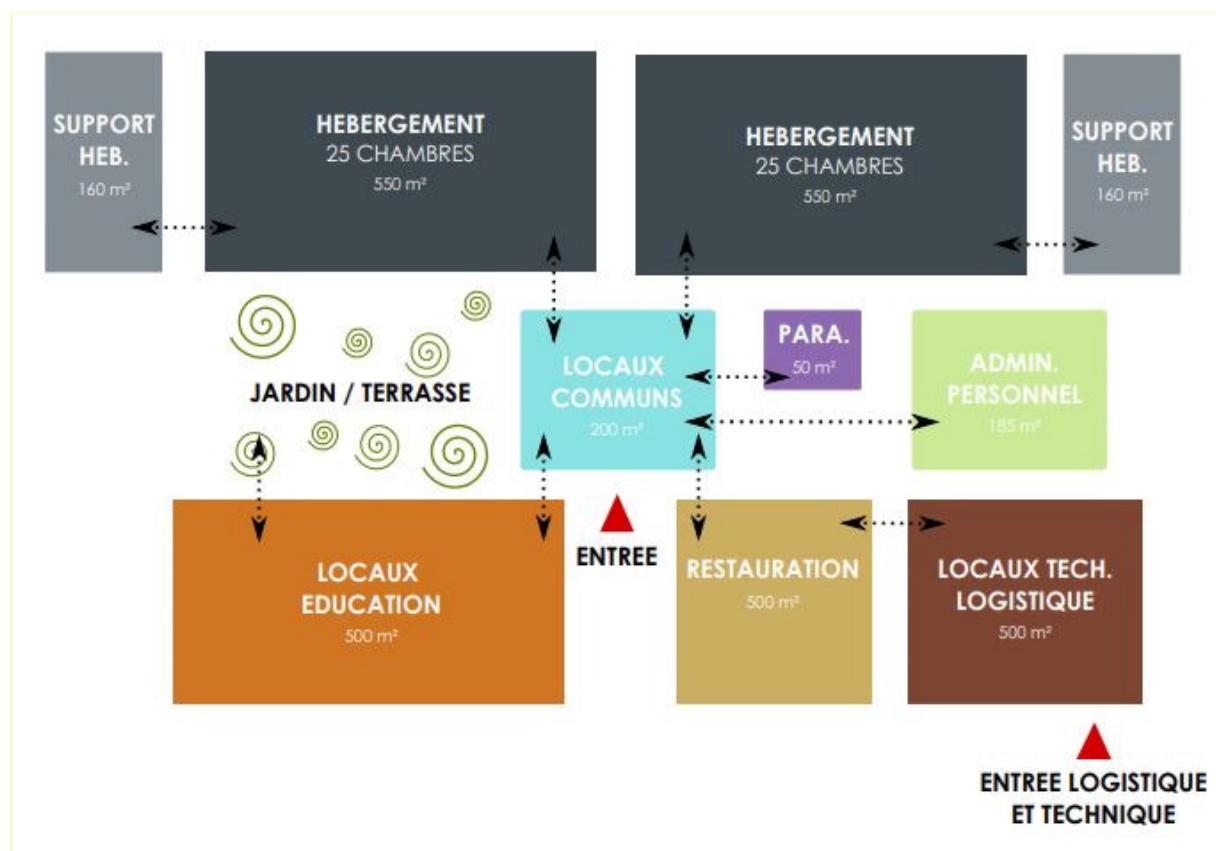 SUPPORT
HEB.
160 m²
HEBERGEMENT
25 CHAMBRES
550 m²
HEBERGEMENT
25 CHAMBRES
550 m²
SUPPORT
HEB.
160 m²
JARDIN / TERRASSE
LOCAUX
COMMUNS
200 m²
PARA.
50 m²
ADMIN.
PERSONNEL
185 m²
LOCAUX
EDUCATION
500 m²
ENTREE
RESTAURATION
500 m²
LOCAUX TECH.
LOGISTIQUE
500 m²
ENTREE LOGISTIQUE
ET TECHNIQUE